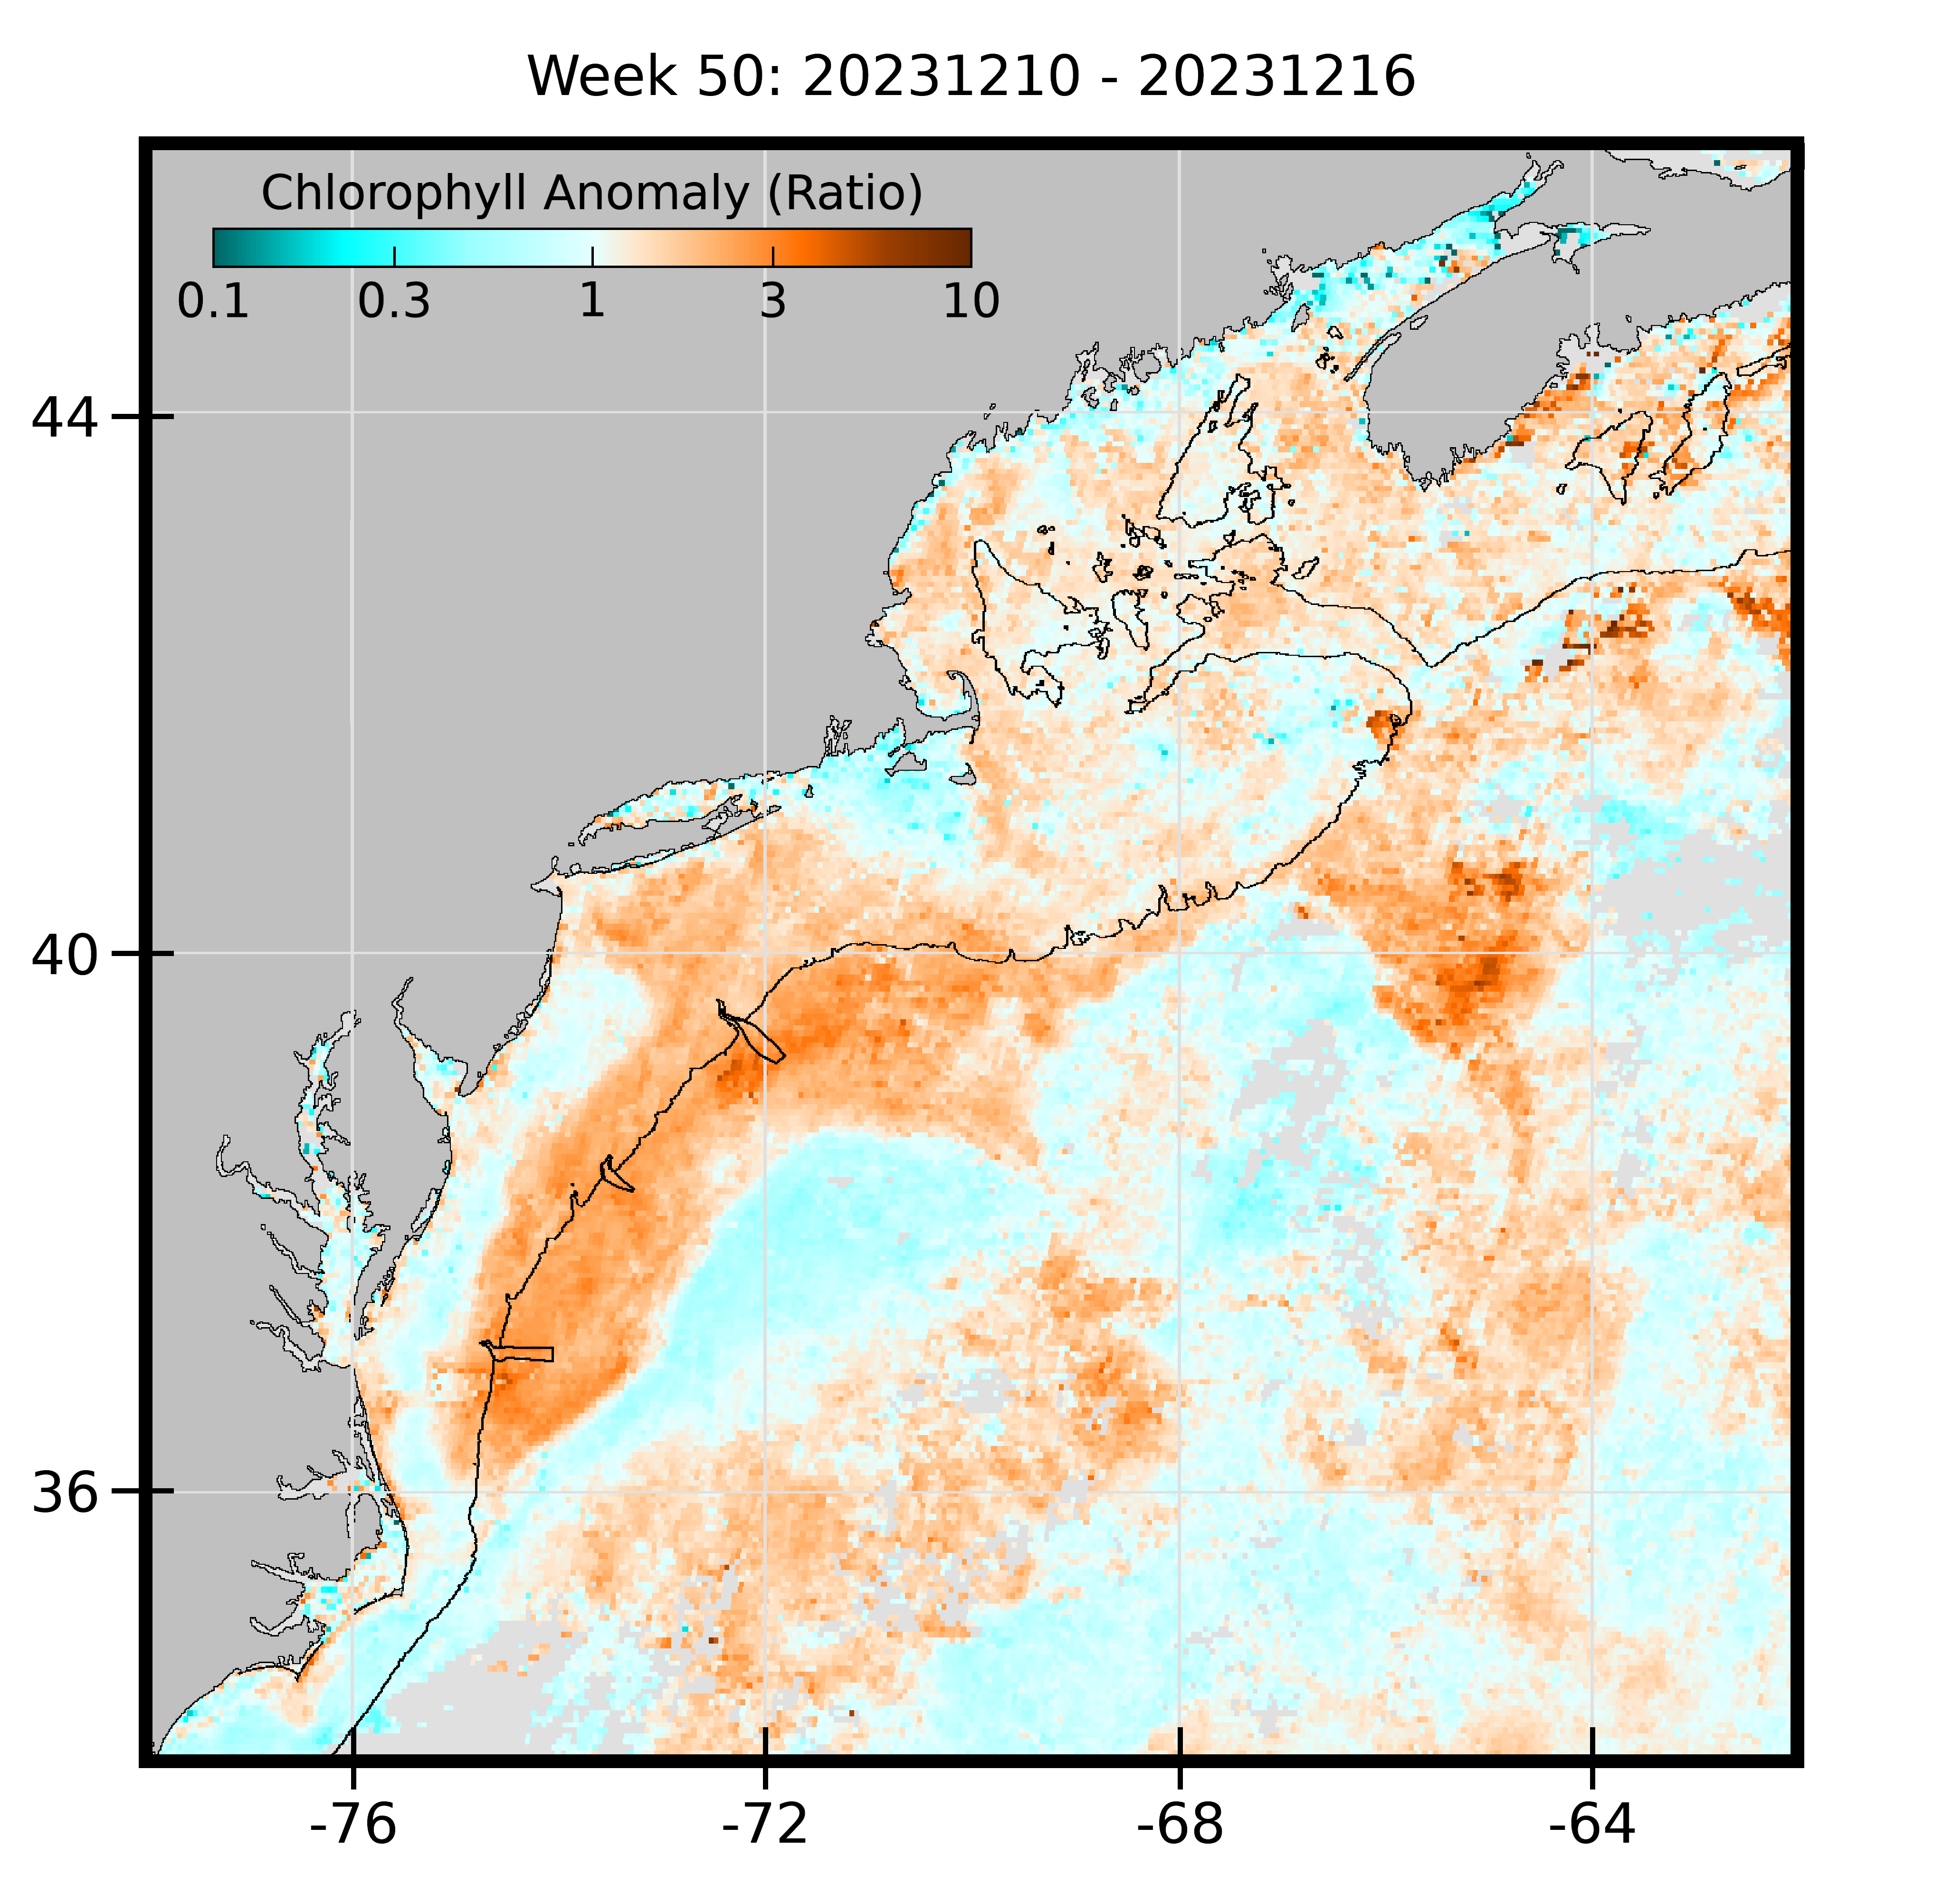 Week 50: 20231210 - 20231216
Chlorophyll Anomaly (Ratio)
0.1 0.3 1 3 10
44
40
36
-76 -72 -68 -64